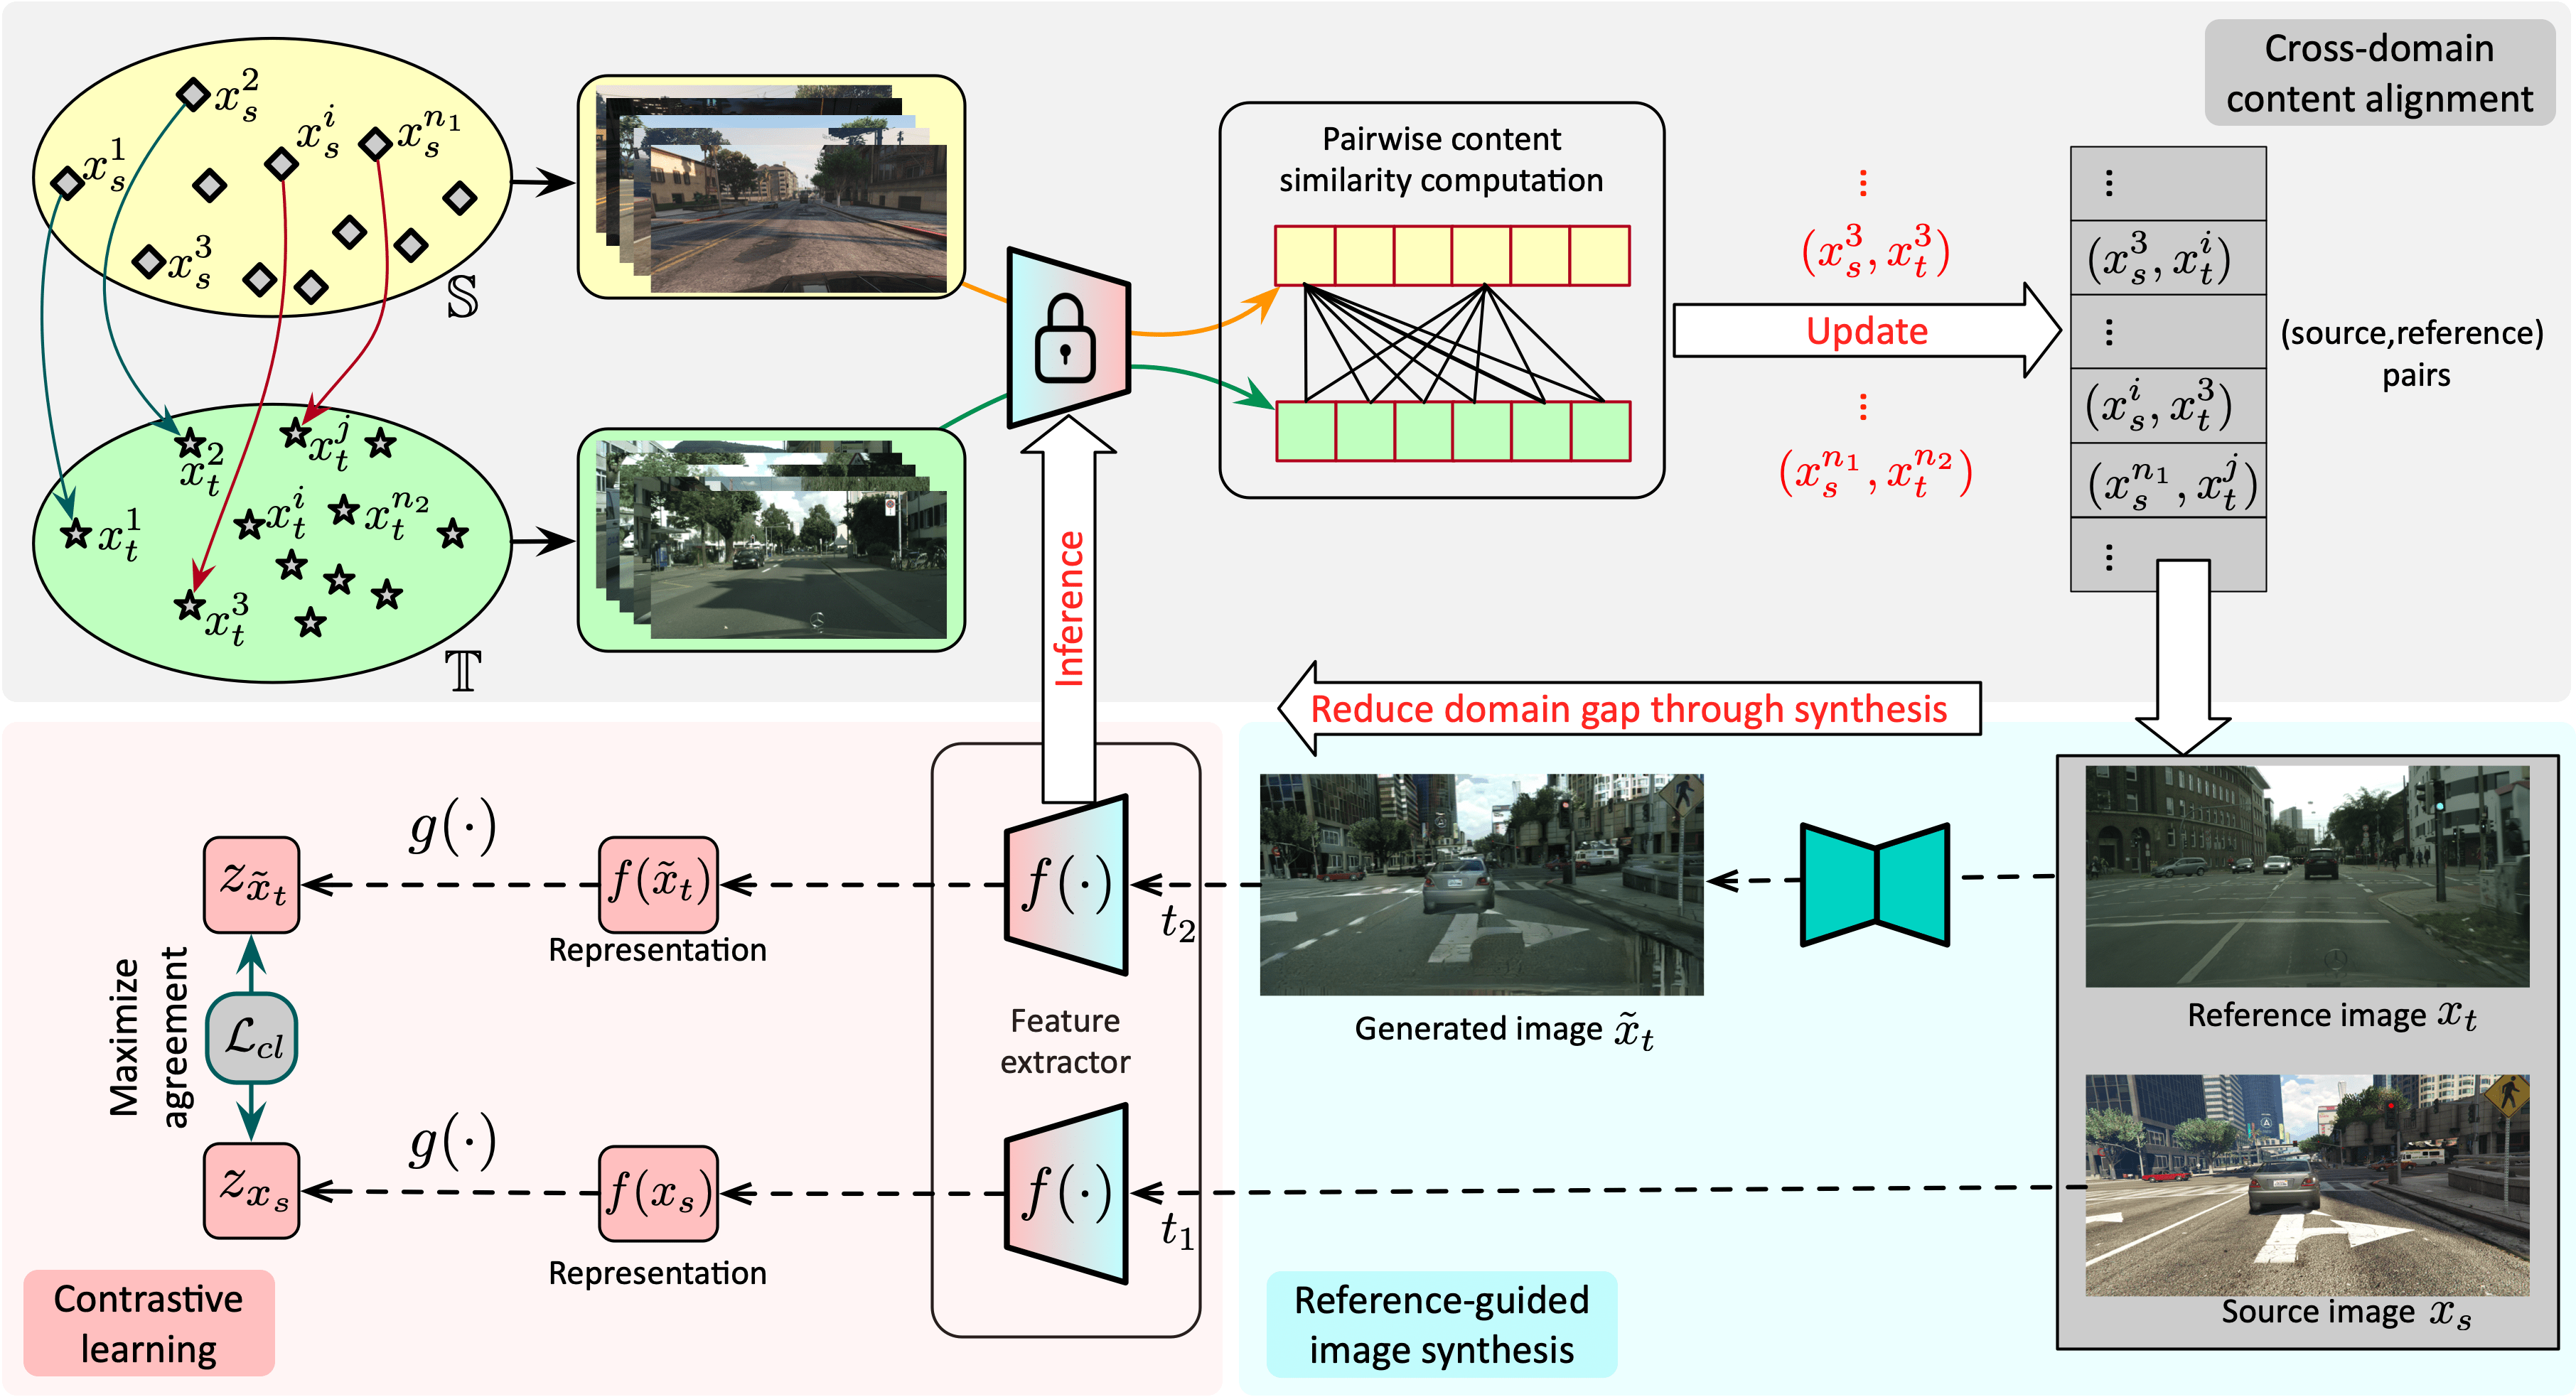 Cross-domain
content alignment
$x_s^2$
$x_s^i$
$x_s^{n_1}$
$x_s^1$
$x_s^3$
$\mathbb{S}$
$x_t^2$
$x_t^j$
$x_t^i$
$x_t^{n_2}$
$x_t^1$
$x_t^3$
$\mathbb{T}$
Pairwise content
similarity computation
⋮
$(x_s^3, x_t^3)$
Update
⋮
$(x_s^{n_1}, x_t^{n_2})$
⋮
$(x_s^3, x_t^i)$
⋮
$(x_s^i, x_t^3)$
$(x_s^{n_1}, x_t^j)$
⋮
(source,reference)
pairs
Inference
Reduce domain gap through synthesis
$z_{\tilde{x}_t}$
$g(\cdot)$
$f(\tilde{x}_t)$
Representation
$f(\cdot)$
$t_2$
Generated image $\tilde{x}_t$
Reference image $x_t$
Maximize
agreement
$\mathcal{L}_{cl}$
Feature
extractor
$z_{x_s}$
$g(\cdot)$
$f(x_s)$
Representation
$f(\cdot)$
$t_1$
Source image $x_s$
Contrastive
learning
Reference-guided
image synthesis